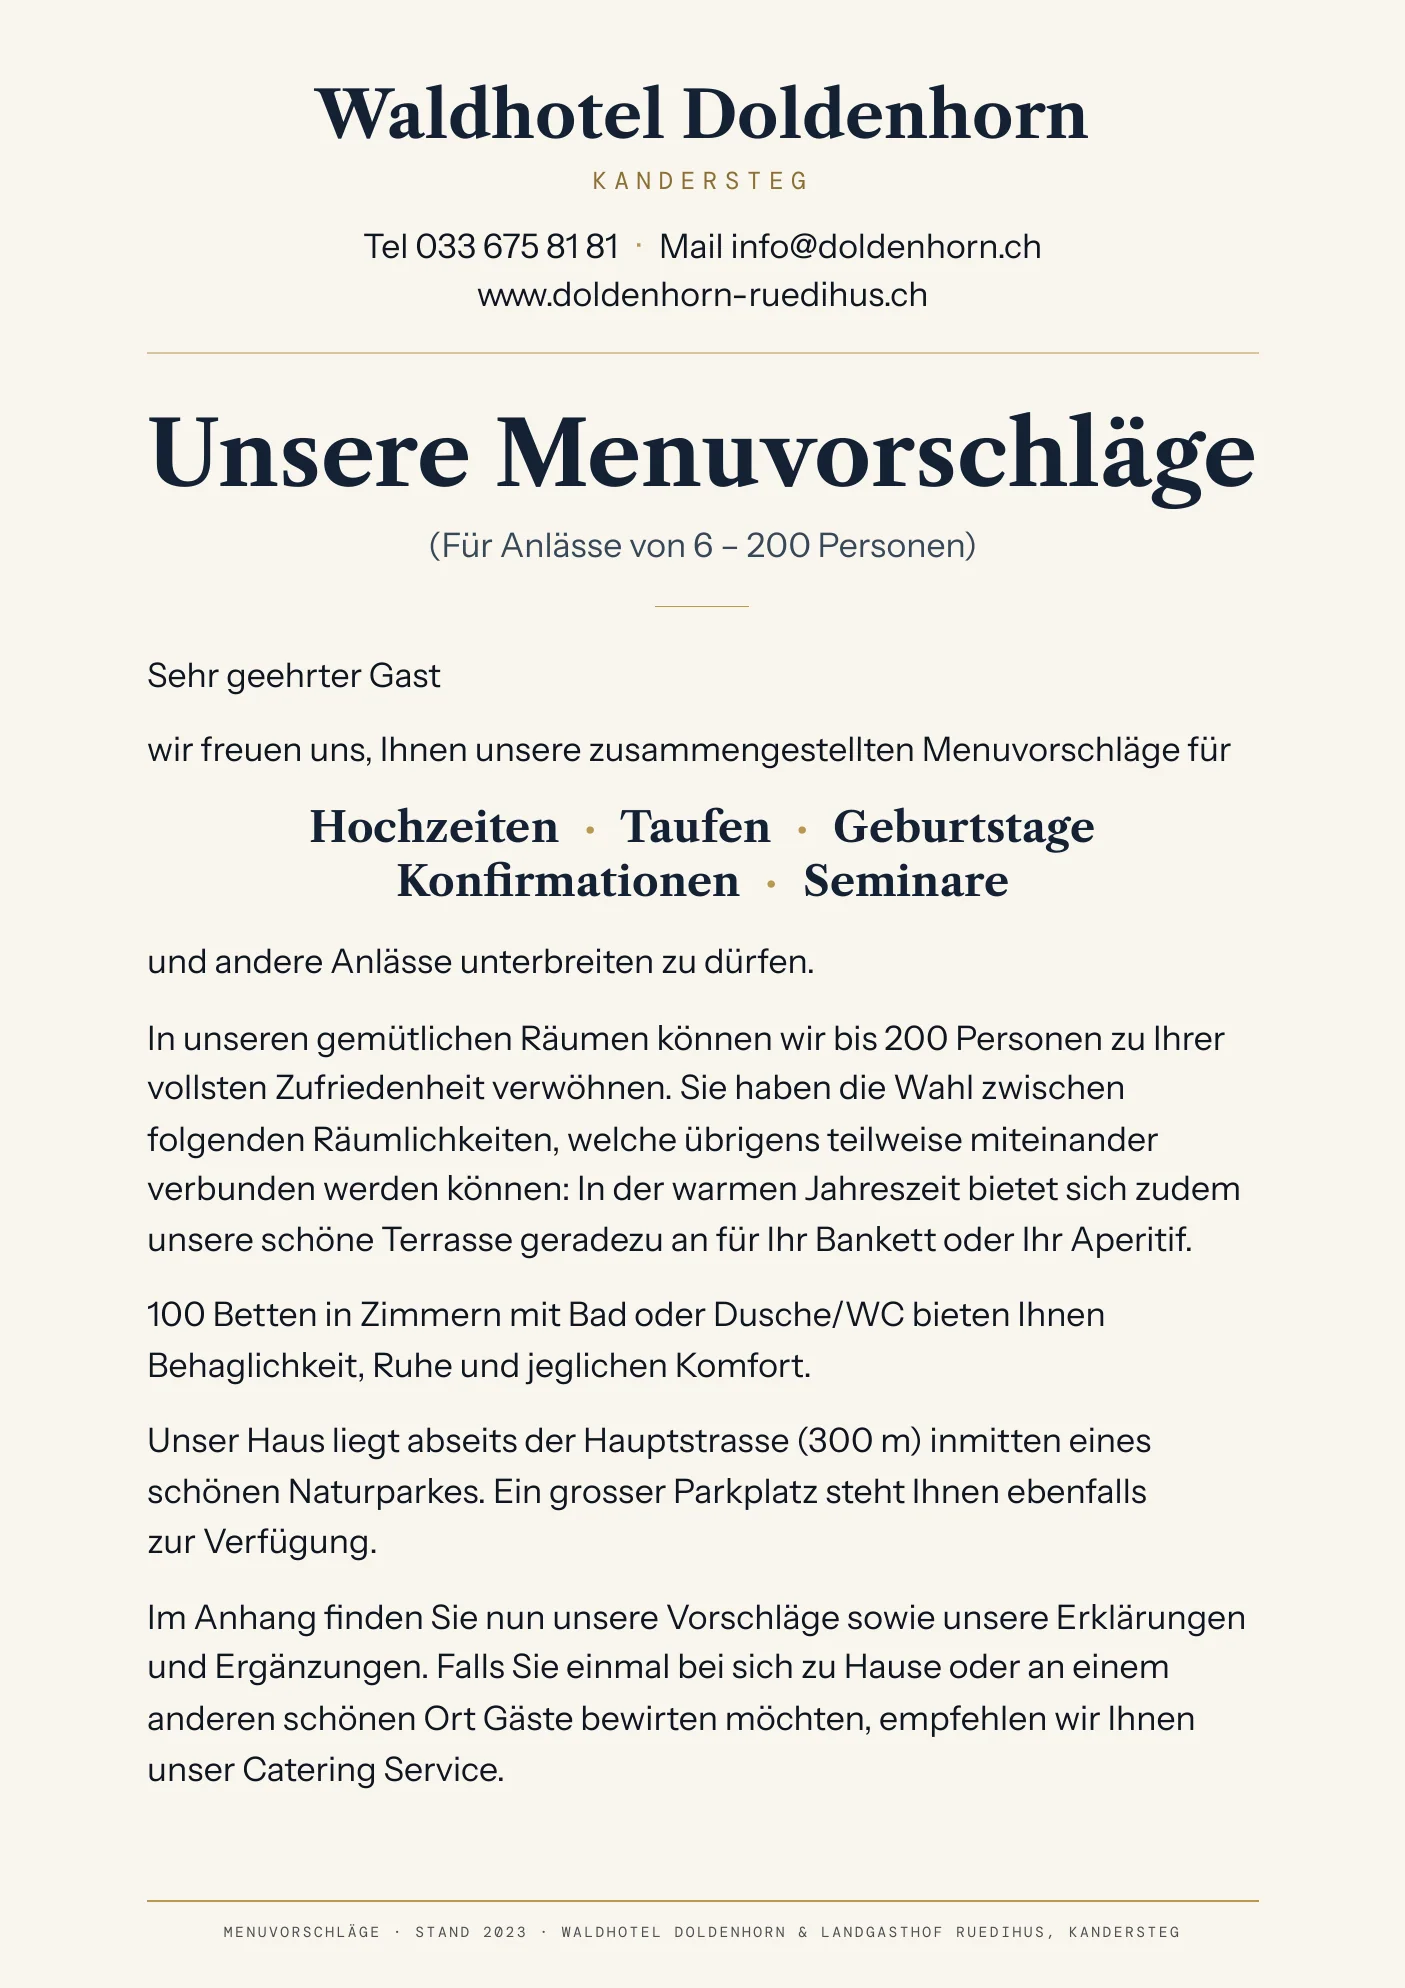 Waldhotel Doldenhorn
KANDERSTEG
Tel 033 675 81 81 · Mail info@doldenhorn.ch
www.doldenhorn-ruedihus.ch
Unsere Menuvorschläge
(Für Anlässe von 6 – 200 Personen)
Sehr geehrter Gast
wir freuen uns, Ihnen unsere zusammengestellten Menuvorschläge für
Hochzeiten · Taufen · Geburtstage
Konfirmationen · Seminare
und andere Anlässe unterbreiten zu dürfen.
In unseren gemütlichen Räumen können wir bis 200 Personen zu Ihrer
vollsten Zufriedenheit verwöhnen. Sie haben die Wahl zwischen
folgenden Räumlichkeiten, welche übrigens teilweise miteinander
verbunden werden können: In der warmen Jahreszeit bietet sich zudem
unsere schöne Terrasse geradezu an für Ihr Bankett oder Ihr Aperitif.
100 Betten in Zimmern mit Bad oder Dusche/WC bieten Ihnen
Behaglichkeit, Ruhe und jeglichen Komfort.
Unser Haus liegt abseits der Hauptstrasse (300 m) inmitten eines
schönen Naturparkes. Ein grosser Parkplatz steht Ihnen ebenfalls
zur Verfügung.
Im Anhang finden Sie nun unsere Vorschläge sowie unsere Erklärungen
und Ergänzungen. Falls Sie einmal bei sich zu Hause oder an einem
anderen schönen Ort Gäste bewirten möchten, empfehlen wir Ihnen
unser Catering Service.
MENUVORSCHLÄGE · STAND 2023 · WALDHOTEL DOLDENHORN & LANDGASTHOF RUEDIHUS, KANDERSTEG